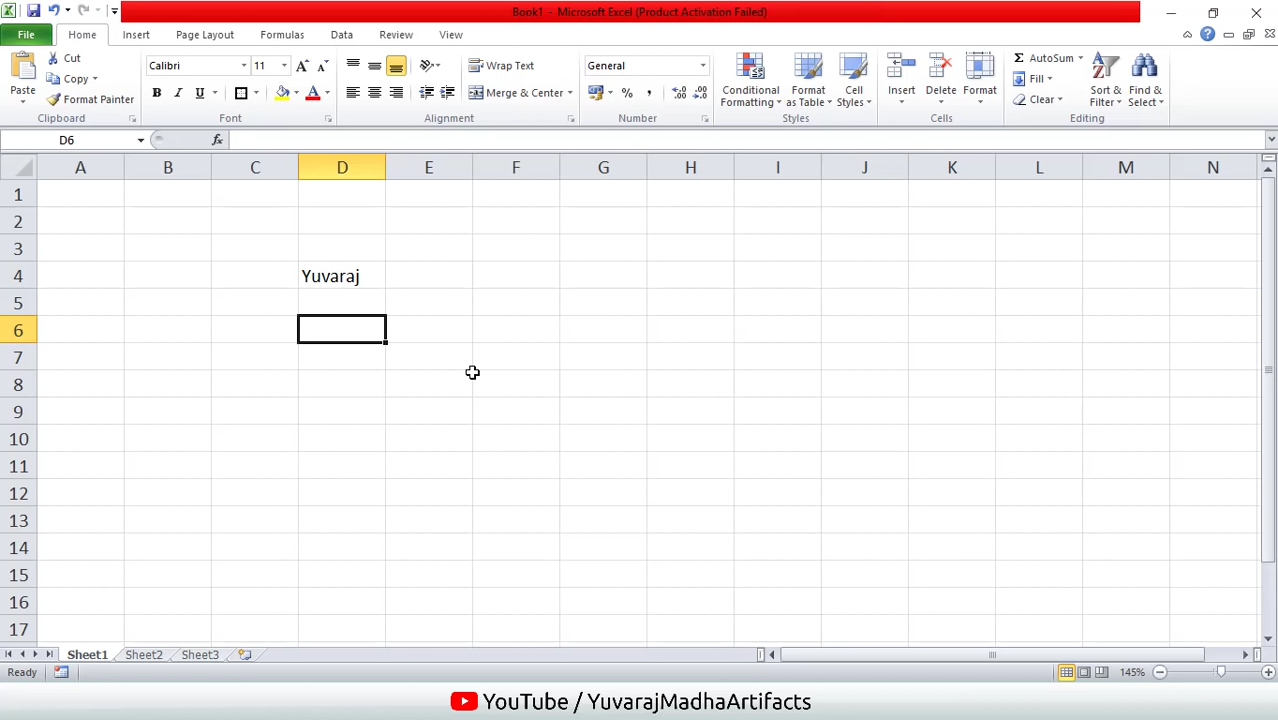 Book1 - Microsoft Excel (Product Activation Failed)
File Home Insert Page Layout Formulas Data Review View
Paste
Cut
Copy
Format Painter
Clipboard
Calibri 11
B I U
Font
Wrap Text
Merge & Center
Alignment
General
%
Number
Conditional Formatting
Format as Table
Cell Styles
Styles
Insert
Delete
Format
Cells
Σ AutoSum
Fill
Clear
Sort & Filter
Find & Select
Editing
D6 fx
A B C D E F G H I J K L M N
1
2
3
4 Yuvaraj
5
6
7
8
9
10
11
12
13
14
15
16
17
Sheet1 Sheet2 Sheet3
Ready 145%
YouTube / YuvarajMadhaArtifacts